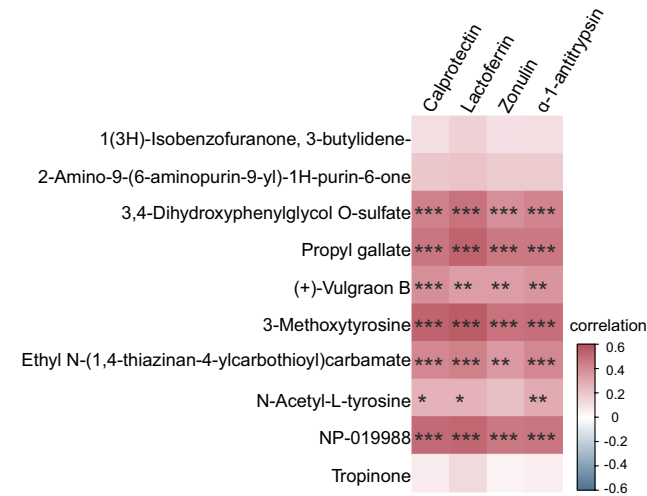 Calprotectin
Lactoferrin
Zonulin
α-1-antitrypsin
1(3H)-Isobenzofuranone, 3-butylidene-
2-Amino-9-(6-aminopurin-9-yl)-1H-purin-6-one
3,4-Dihydroxyphenylglycol O-sulfate *** *** *** ***
Propyl gallate *** *** *** ***
(+)-Vulgraon B *** ** ** **
3-Methoxytyrosine *** *** *** ***
Ethyl N-(1,4-thiazinan-4-ylcarbothioyl)carbamate *** *** ** ***
N-Acetyl-L-tyrosine * * **
NP-019988 *** *** *** ***
Tropinone
correlation
0.6
0.4
0.2
0
-0.2
-0.4
-0.6